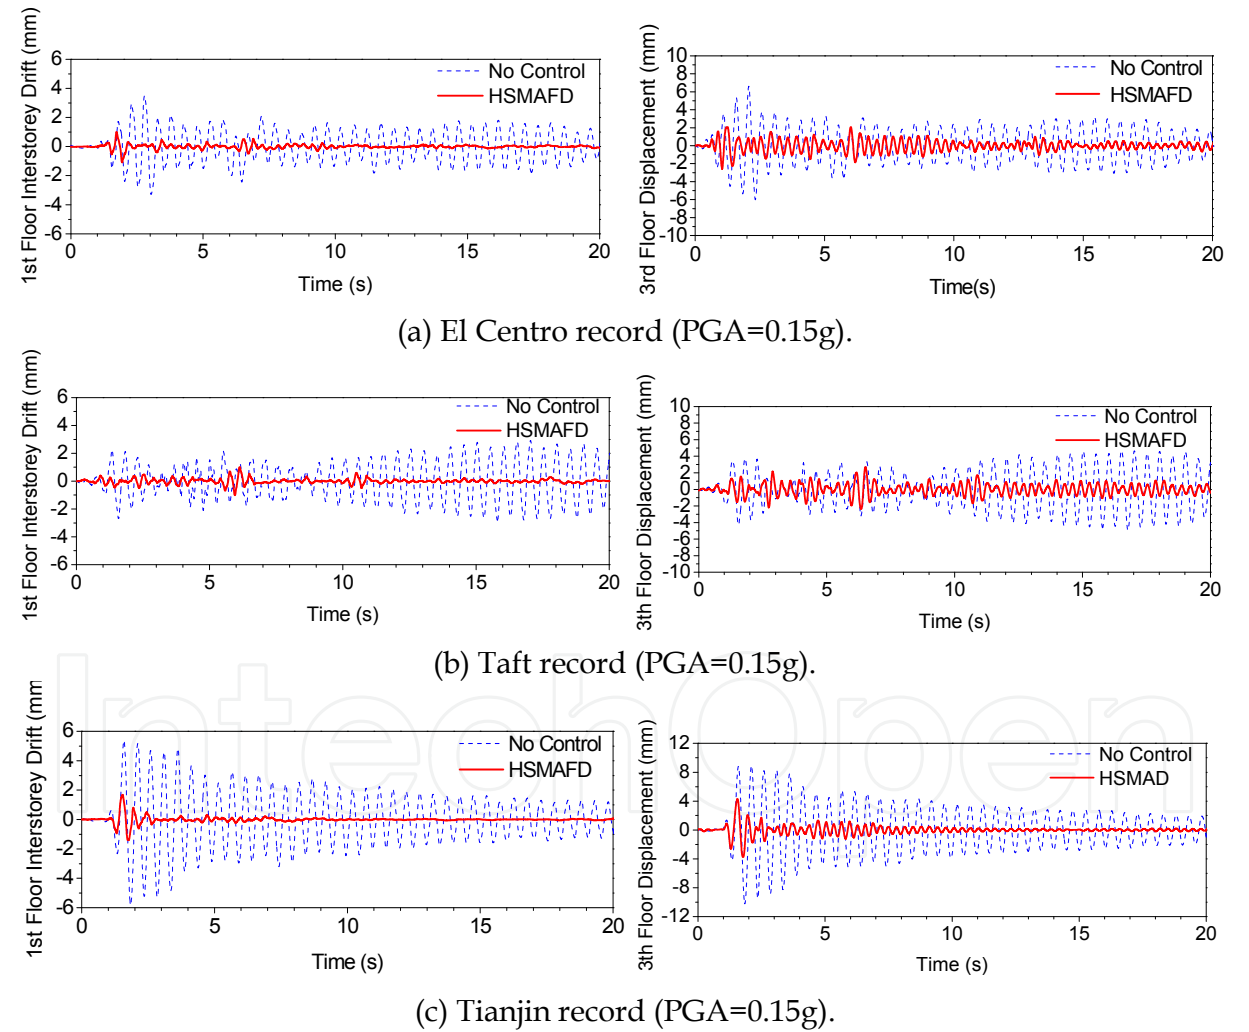 1st Floor Interstorey Drift (mm)
6
4
2
0
-2
-4
-6
No Control
HSMAFD
0 5 10 15 20
Time (s)
3rd Floor Displacement (mm)
10
8
6
4
2
0
-2
-4
-6
-8
-10
No Control
HSMAFD
0 5 10 15 20
Time(s)
(a) El Centro record (PGA=0.15g).
1st Floor Interstorey Drift (mm)
6
4
2
0
-2
-4
-6
No Control
HSMAFD
0 5 10 15 20
Time (s)
3th Floor Displacement (mm)
10
8
6
4
2
0
-2
-4
-6
-8
-10
No Control
HSMAFD
0 5 10 15 20
Time (s)
(b) Taft record (PGA=0.15g).
IntechOpen
1st Floor Interstorey Drift (mm
6
4
2
0
-2
-4
-6
No Control
HSMAFD
0 5 10 15 20
Time (s)
3th Floor Displacement (mm)
12
8
4
0
-4
-8
-12
No Control
HSMAD
0 5 10 15 20
Time (s)
(c) Tianjin record (PGA=0.15g).